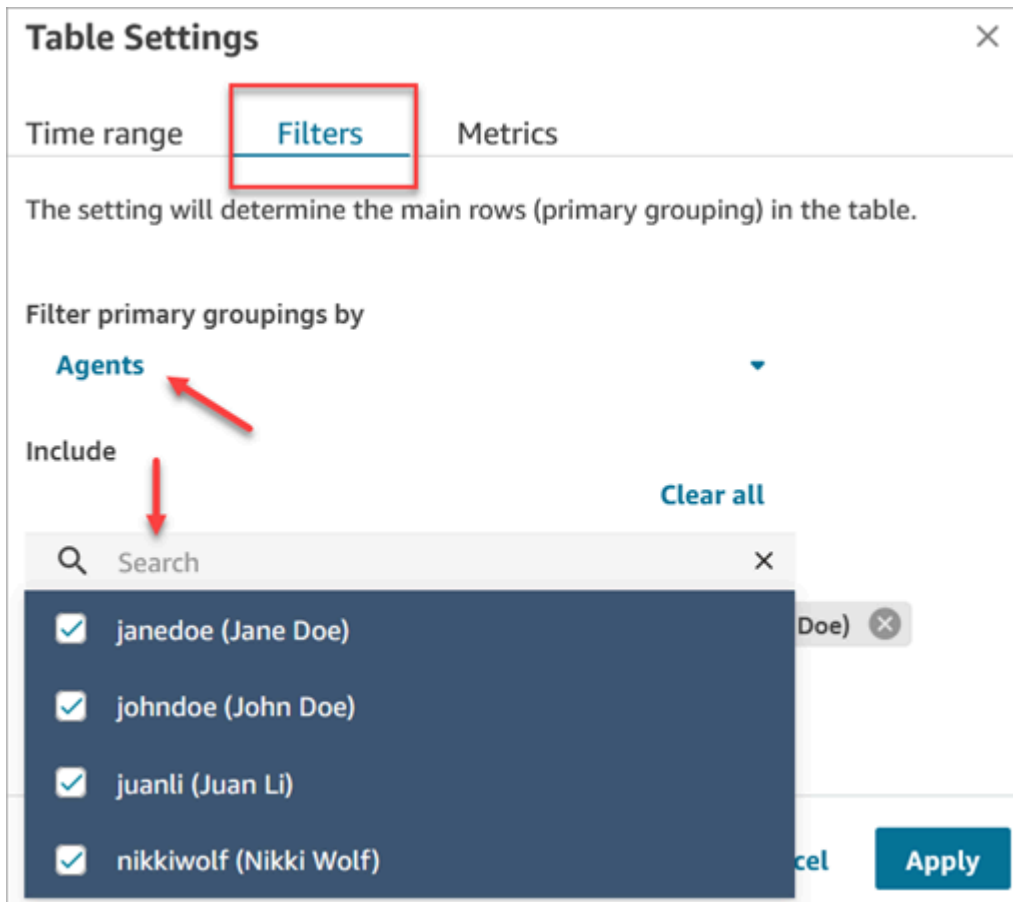 Table Settings
Time range Filters Metrics
The setting will determine the main rows (primary grouping) in the table.
Filter primary groupings by
Agents
Include
Clear all
Search
janedoe (Jane Doe)
Doe)
johndoe (John Doe)
juanli (Juan Li)
nikkiwolf (Nikki Wolf)
cel Apply